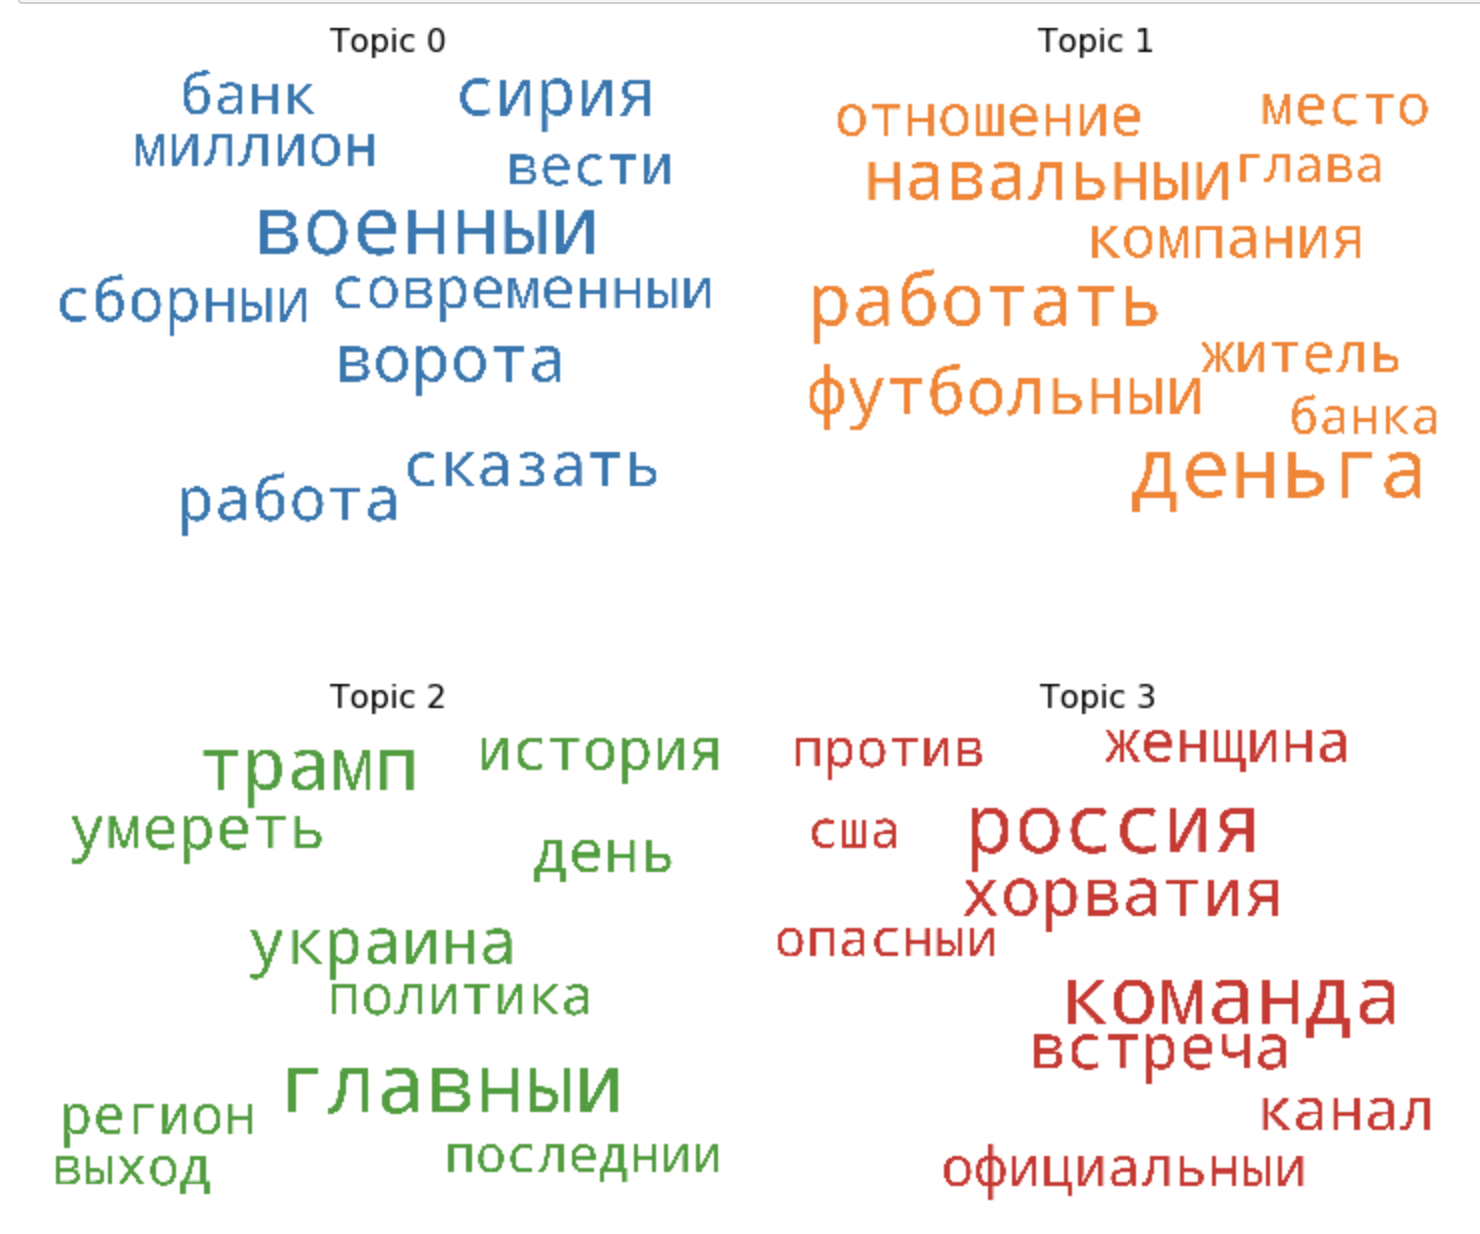 Topic 0
банк
сирия
миллион
вести
военныи
сборныи
современныи
ворота
сказать
работа
Topic 1
отношение
место
навальныи
глава
компания
работать
житель
футбольныи
банка
деньга
Topic 2
трамп
история
умереть
день
украина
политика
главныи
регион
последнии
выход
Topic 3
против
женщина
сша
россия
хорватия
опасныи
команда
встреча
канал
официальныи